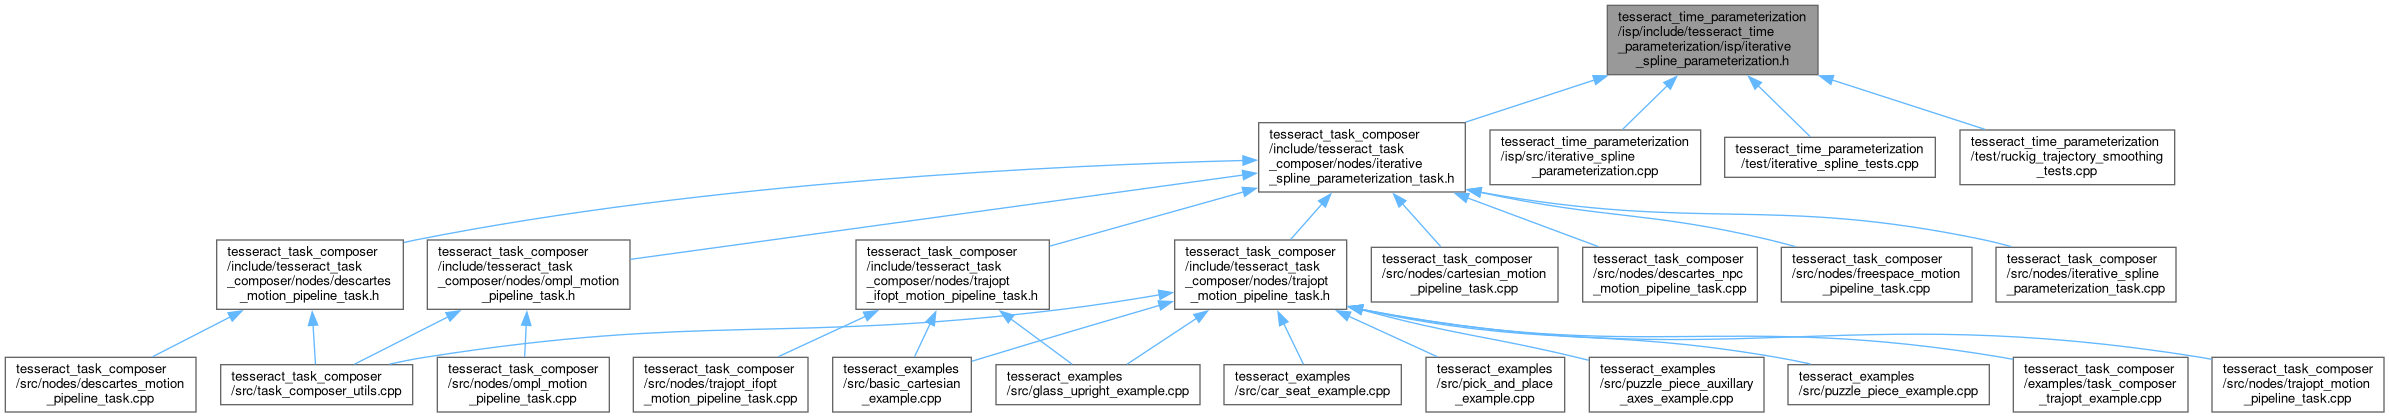 tesseract_time_parameterization
/isp/include/tesseract_time
_parameterization/isp/iterative
_spline_parameterization.h
tesseract_task_composer
/include/tesseract_task
_composer/nodes/iterative
_spline_parameterization_task.h
tesseract_time_parameterization
/isp/src/iterative_spline
_parameterization.cpp
tesseract_time_parameterization
/test/iterative_spline_tests.cpp
tesseract_time_parameterization
/test/ruckig_trajectory_smoothing
_tests.cpp
tesseract_task_composer
/include/tesseract_task
_composer/nodes/descartes
_motion_pipeline_task.h
tesseract_task_composer
/include/tesseract_task
_composer/nodes/ompl_motion
_pipeline_task.h
tesseract_task_composer
/include/tesseract_task
_composer/nodes/trajopt
_ifopt_motion_pipeline_task.h
tesseract_task_composer
/include/tesseract_task
_composer/nodes/trajopt
_motion_pipeline_task.h
tesseract_task_composer
/src/nodes/cartesian_motion
_pipeline_task.cpp
tesseract_task_composer
/src/nodes/descartes_npc
_motion_pipeline_task.cpp
tesseract_task_composer
/src/nodes/freespace_motion
_pipeline_task.cpp
tesseract_task_composer
/src/nodes/iterative_spline
_parameterization_task.cpp
tesseract_task_composer
/src/nodes/descartes_motion
_pipeline_task.cpp
tesseract_task_composer
/src/task_composer_utils.cpp
tesseract_task_composer
/src/nodes/ompl_motion
_pipeline_task.cpp
tesseract_task_composer
/src/nodes/trajopt_ifopt
_motion_pipeline_task.cpp
tesseract_examples
/src/basic_cartesian
_example.cpp
tesseract_examples
/src/glass_upright_example.cpp
tesseract_examples
/src/car_seat_example.cpp
tesseract_examples
/src/pick_and_place
_example.cpp
tesseract_examples
/src/puzzle_piece_auxillary
_axes_example.cpp
tesseract_examples
/src/puzzle_piece_example.cpp
tesseract_task_composer
/examples/task_composer
_trajopt_example.cpp
tesseract_task_composer
/src/nodes/trajopt_motion
_pipeline_task.cpp